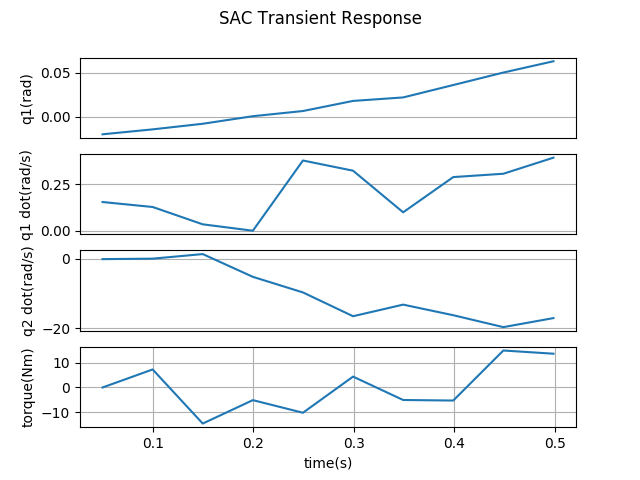 SAC Transient Response
q1(rad)
0.05
0.00
q1 dot(rad/s)
0.25
0.00
q2 dot(rad/s)
0
−20
torque(Nm)
10
0
−10
0.1 0.2 0.3 0.4 0.5
time(s)